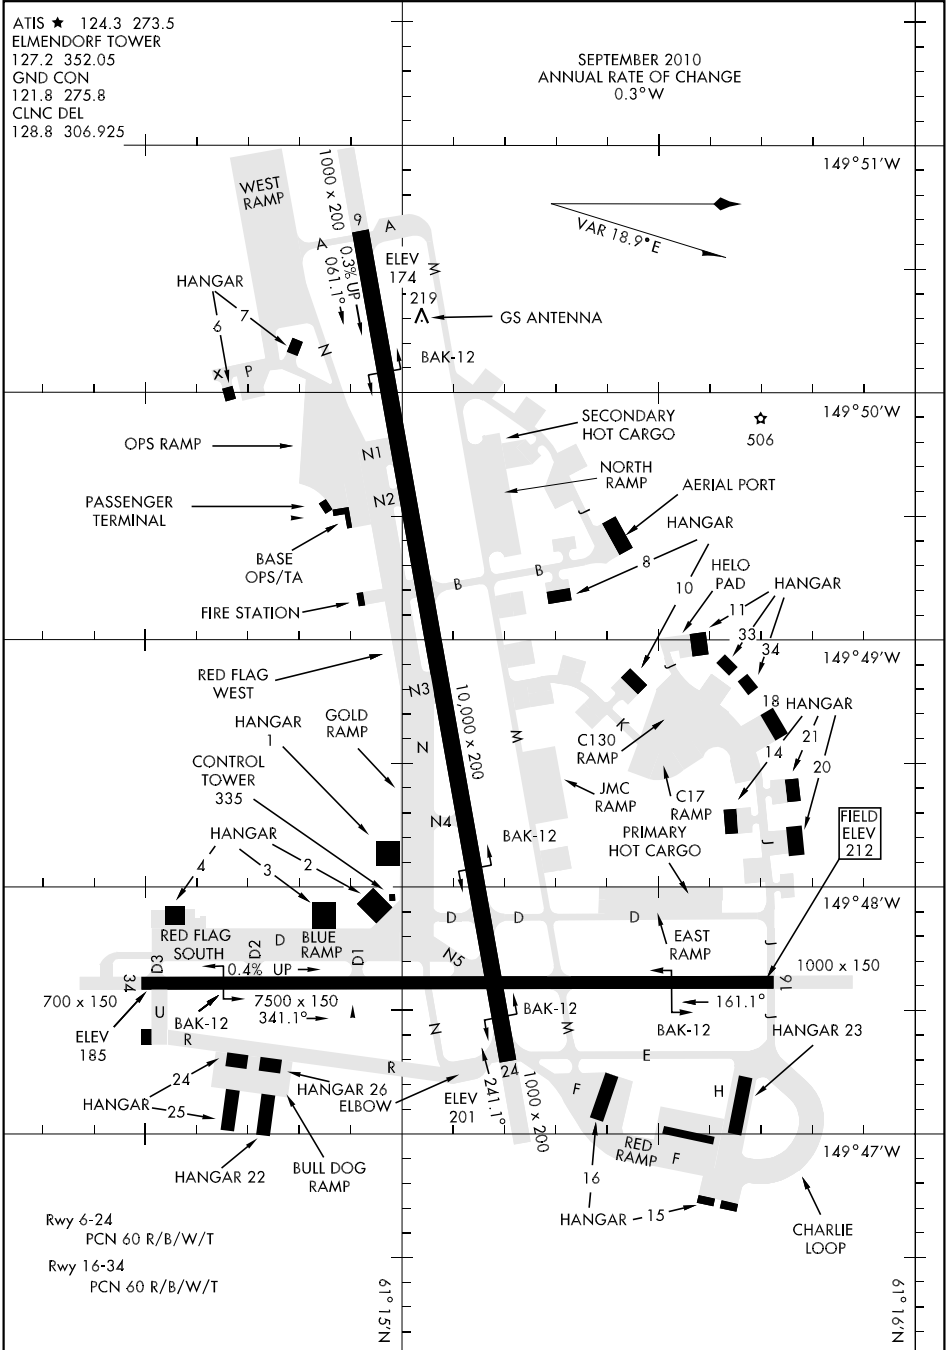 ATIS ★ 124.3 273.5
ELMENDORF TOWER
127.2 352.05
GND CON
121.8 275.8
CLNC DEL
128.8 306.925
SEPTEMBER 2010
ANNUAL RATE OF CHANGE
0.3°W
149°51'W
WEST
RAMP
1000 x 200
9
A
A
0.3% UP
061.1°
ELEV
174
M
VAR 18.9°E
HANGAR
6
7
219
GS ANTENNA
N
BAK-12
X
P
149°50'W
SECONDARY
HOT CARGO
506
OPS RAMP
N1
NORTH
RAMP
AERIAL PORT
N2
J
PASSENGER
TERMINAL
HANGAR
BASE
OPS/TA
B
B
8
10
HELO
PAD
HANGAR
11
33
34
FIRE STATION
149°49'W
RED FLAG
WEST
J
N3
10,000 x 200
HANGAR
1
GOLD
RAMP
N
M
K
C130
RAMP
18
HANGAR
14
21
20
CONTROL
TOWER
335
JMC
RAMP
C17
RAMP
N4
BAK-12
PRIMARY
HOT CARGO
FIELD
ELEV
212
HANGAR
4
3
2
J
149°48'W
D
D
D
RED FLAG
SOUTH
D3
D2
D
BLUE
RAMP
D1
N5
EAST
RAMP
J
0.4% UP
1000 x 150
34
16
700 x 150
7500 x 150
341.1°
161.1°
U
BAK-12
BAK-12
BAK-12
J
ELEV
185
R
N
M
HANGAR 23
E
R
24
24
HANGAR 26
ELBOW
HANGAR
25
ELEV
201
241.1°
1000 x 200
F
H
149°47'W
RED
RAMP
F
HANGAR 22
BULL DOG
RAMP
16
HANGAR
15
CHARLIE
LOOP
Rwy 6-24
PCN 60 R/B/W/T
Rwy 16-34
PCN 60 R/B/W/T
61°15'N
61°16'N